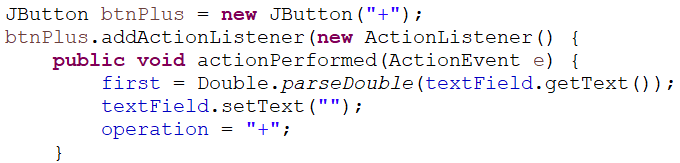 JButton btnPlus = new JButton("+");
btnPlus.addActionListener(new ActionListener() {
    public void actionPerformed(ActionEvent e) {
        first = Double.parseDouble(textField.getText());
        textField.setText("");
        operation = "+";
    }